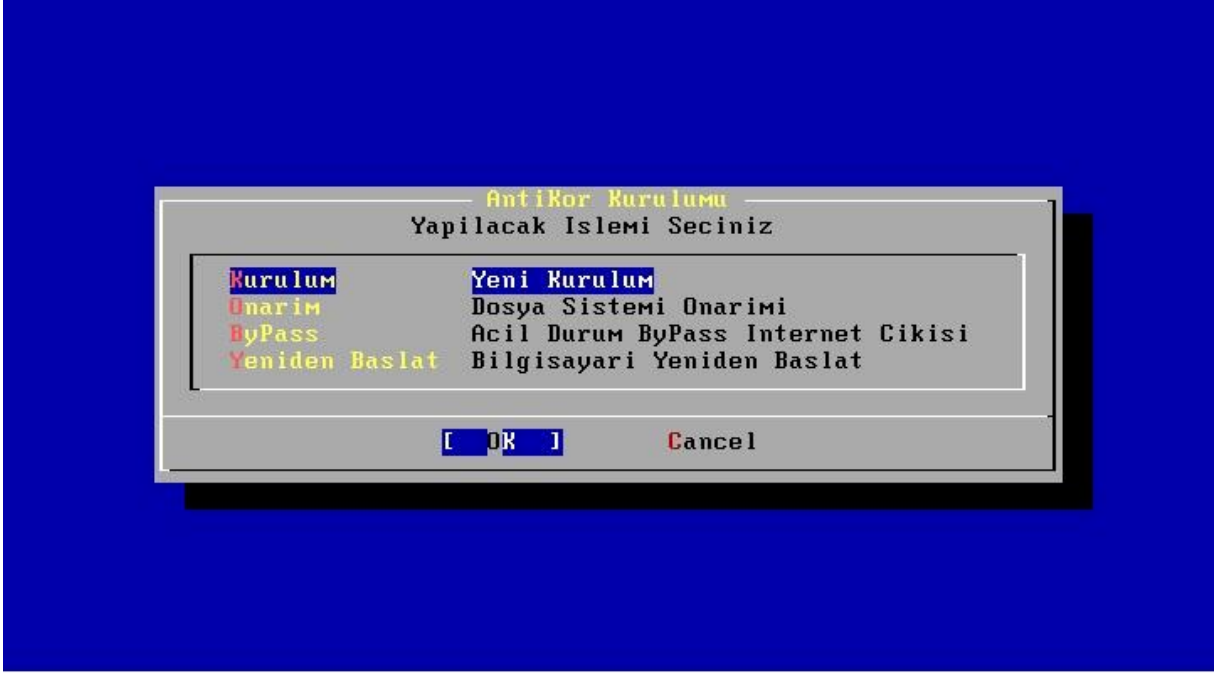 AntiKor Kurulumu
Yapilacak Islemi Seciniz
Kurulum Yeni Kurulum
Onarim Dosya Sistemi Onarimi
ByPass Acil Durum ByPass Internet Cikisi
Yeniden Baslat Bilgisayari Yeniden Baslat
[ OK ] Cancel